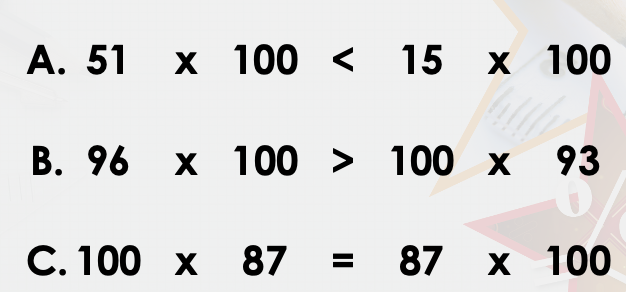 A. 51 x 100 < 15 x 100
B. 96 x 100 > 100 x 93
C. 100 x 87 = 87 x 100